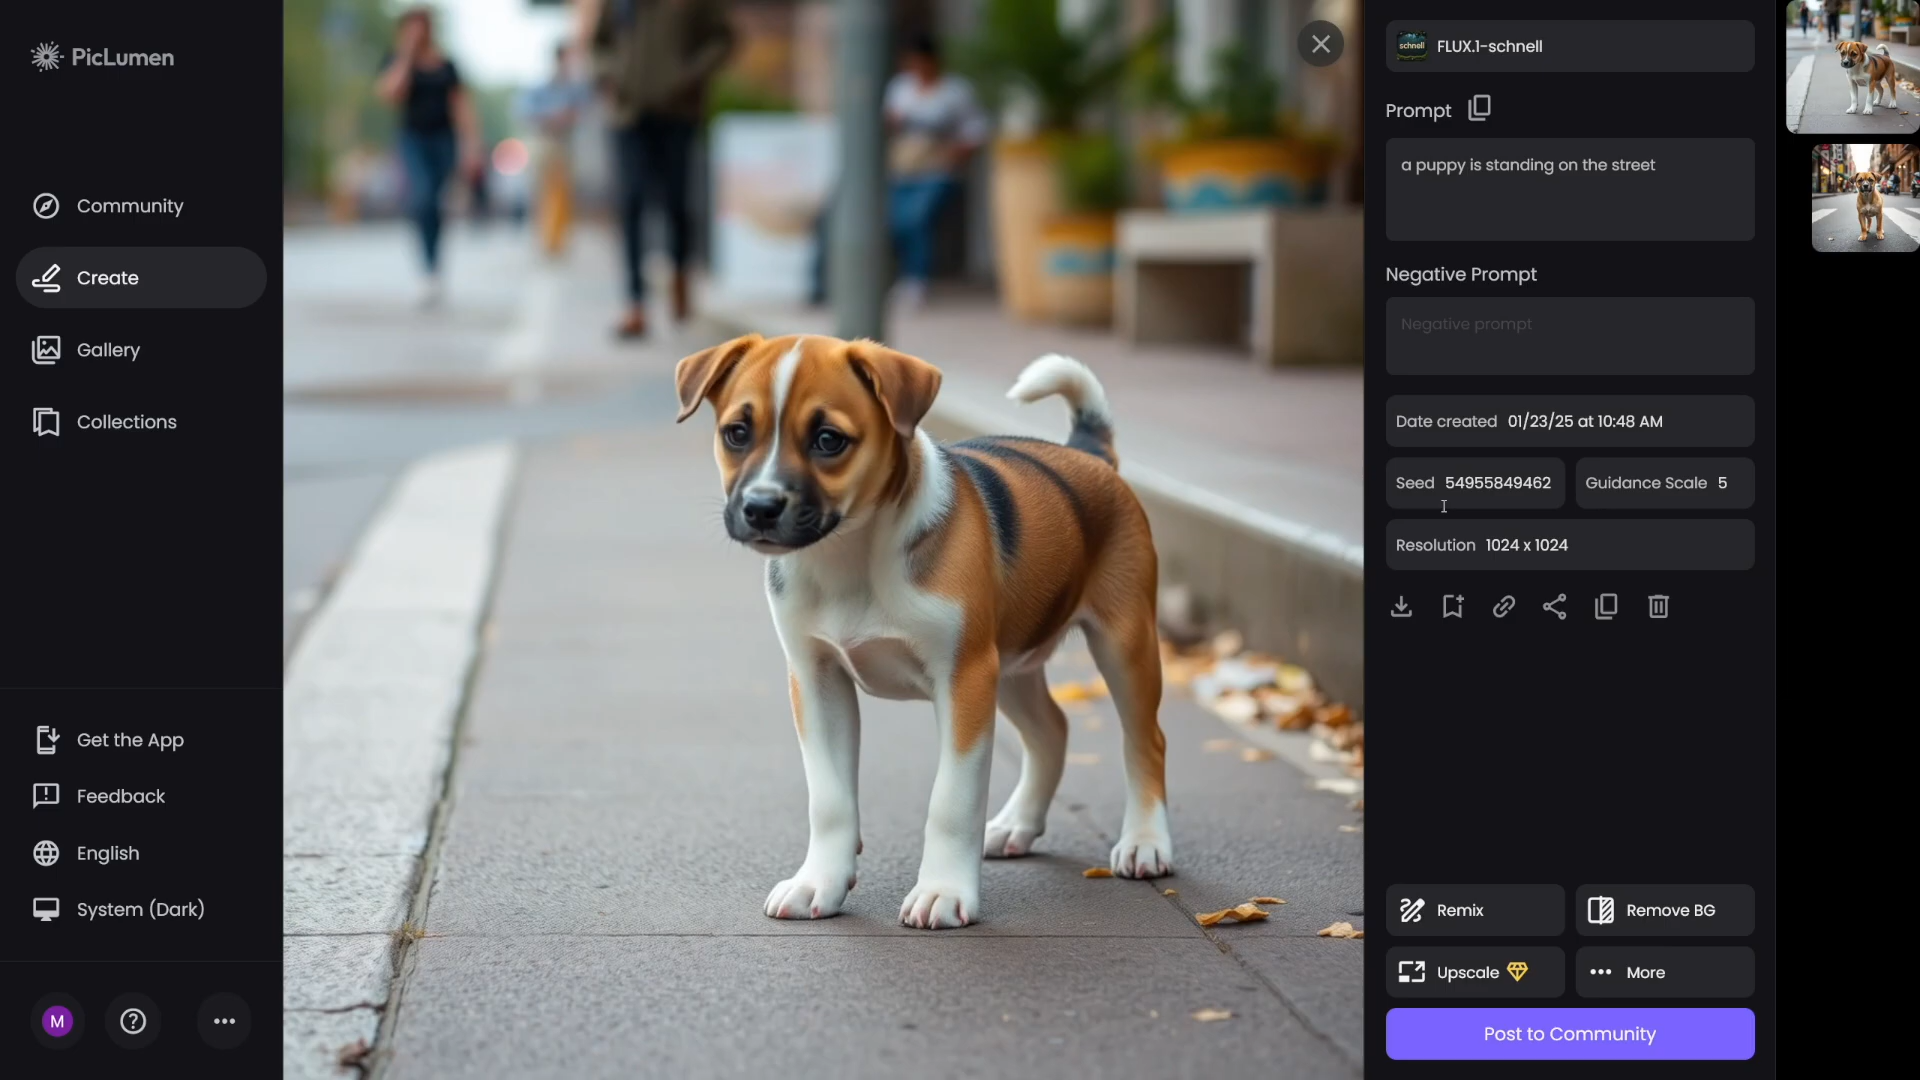 PicLumen
Community
Create
Gallery
Collections
Get the App
Feedback
English
System (Dark)
M
schnell
FLUX.1-schnell
Prompt
a puppy is standing on the street
Negative Prompt
Negative prompt
Date created 01/23/25 at 10:48 AM
Seed 54955849462
Guidance Scale 5
Resolution 1024 x 1024
Remix
Remove BG
Upscale
More
Post to Community